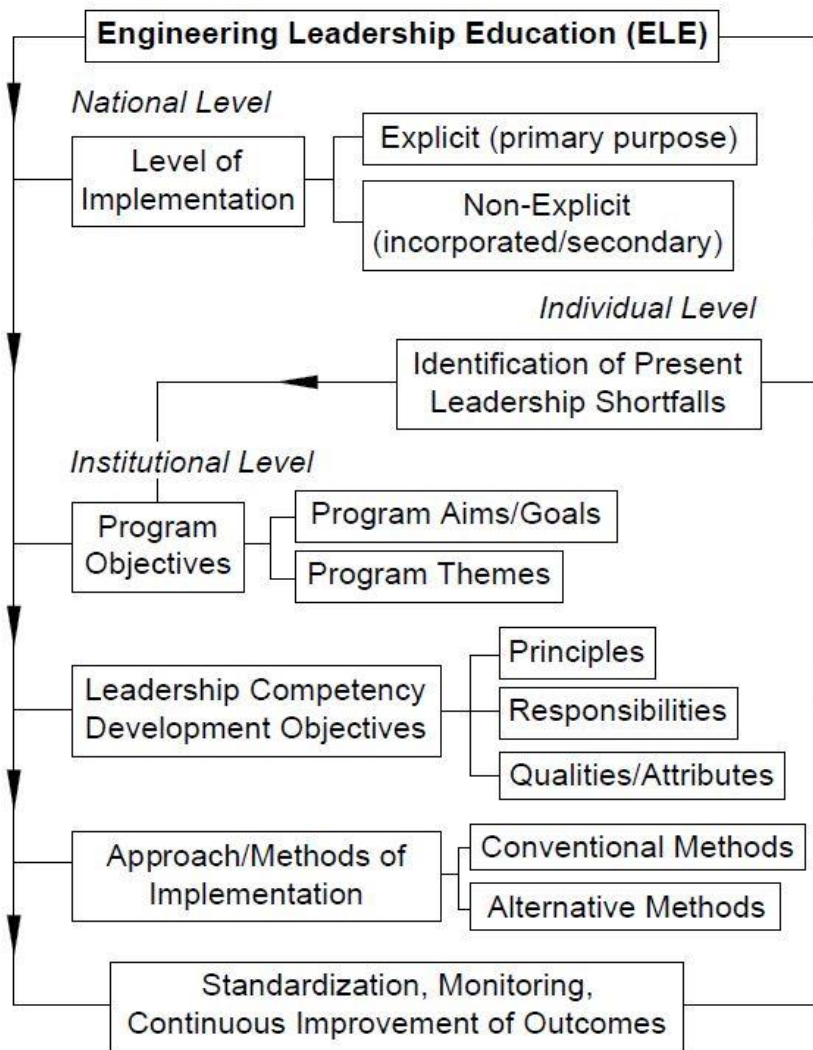 Engineering Leadership Education (ELE)
National Level
Level of
Implementation
Explicit (primary purpose)
Non-Explicit
(incorporated/secondary)
Individual Level
Identification of Present
Leadership Shortfalls
Institutional Level
Program
Objectives
Program Aims/Goals
Program Themes
Leadership Competency
Development Objectives
Principles
Responsibilities
Qualities/Attributes
Approach/Methods of
Implementation
Conventional Methods
Alternative Methods
Standardization, Monitoring,
Continuous Improvement of Outcomes